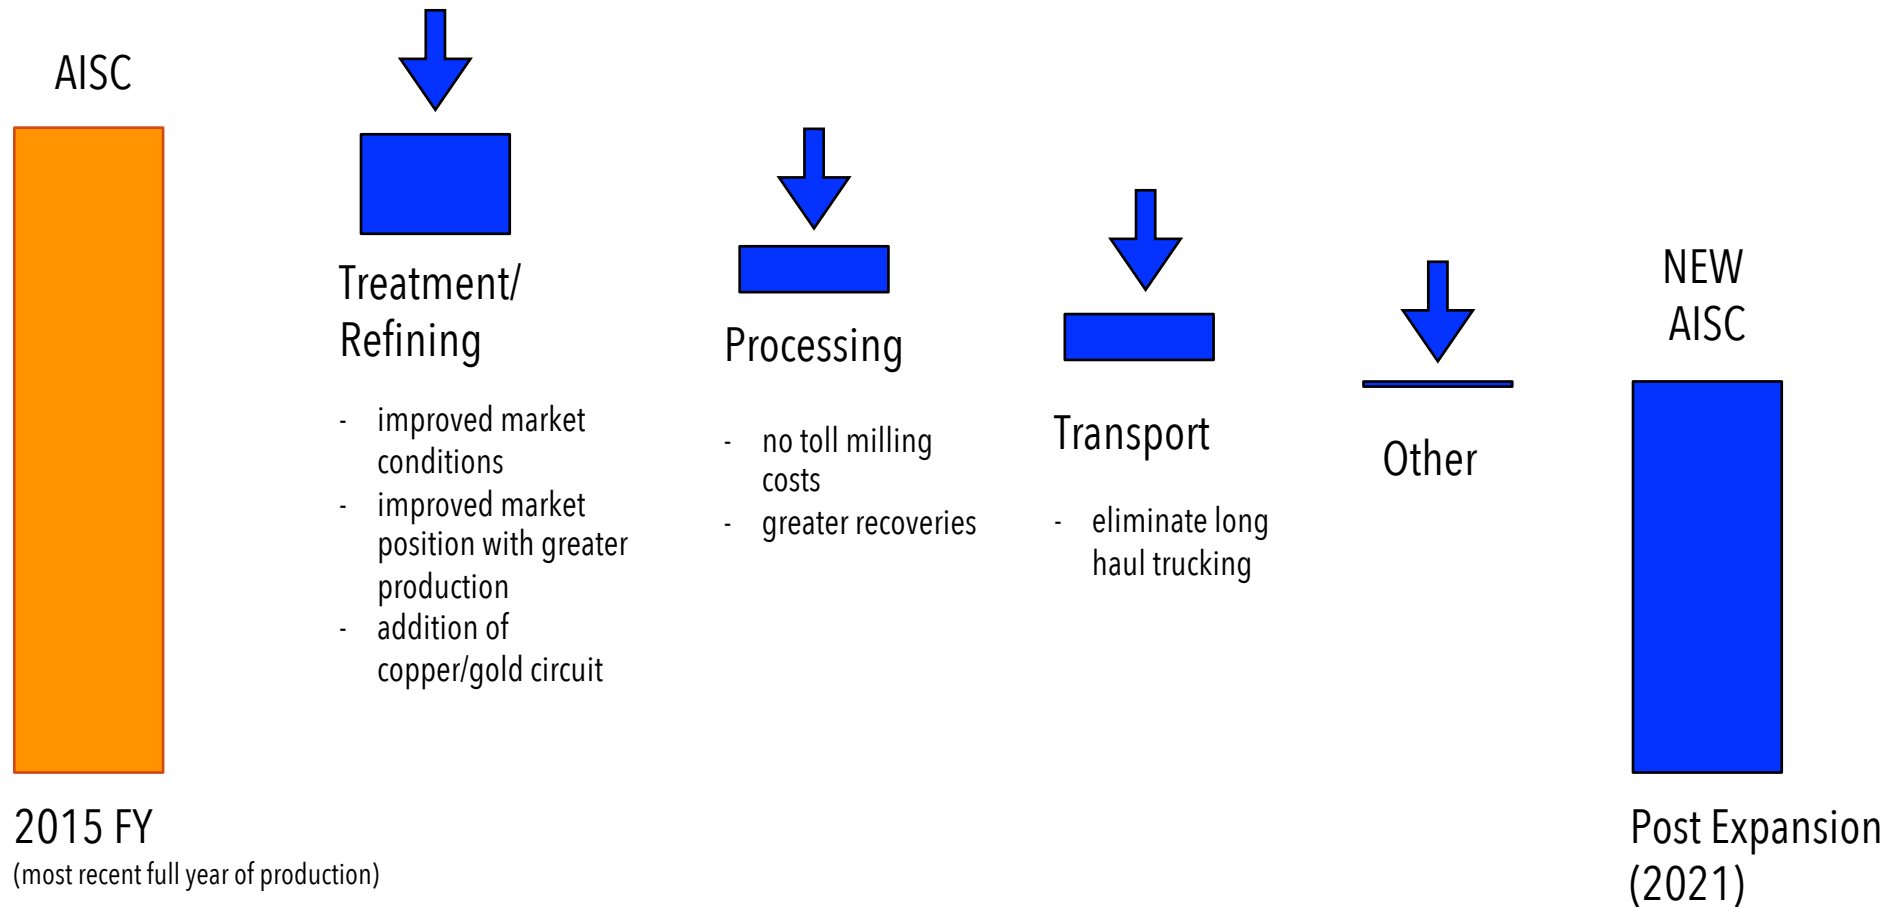 AISC
2015 FY
(most recent full year of production)
Treatment/
Refining
- improved market
conditions
- improved market
position with greater
production
- addition of
copper/gold circuit
Processing
- no toll milling
costs
- greater recoveries
Transport
- eliminate long
haul trucking
Other
NEW
AISC
Post Expansion
(2021)